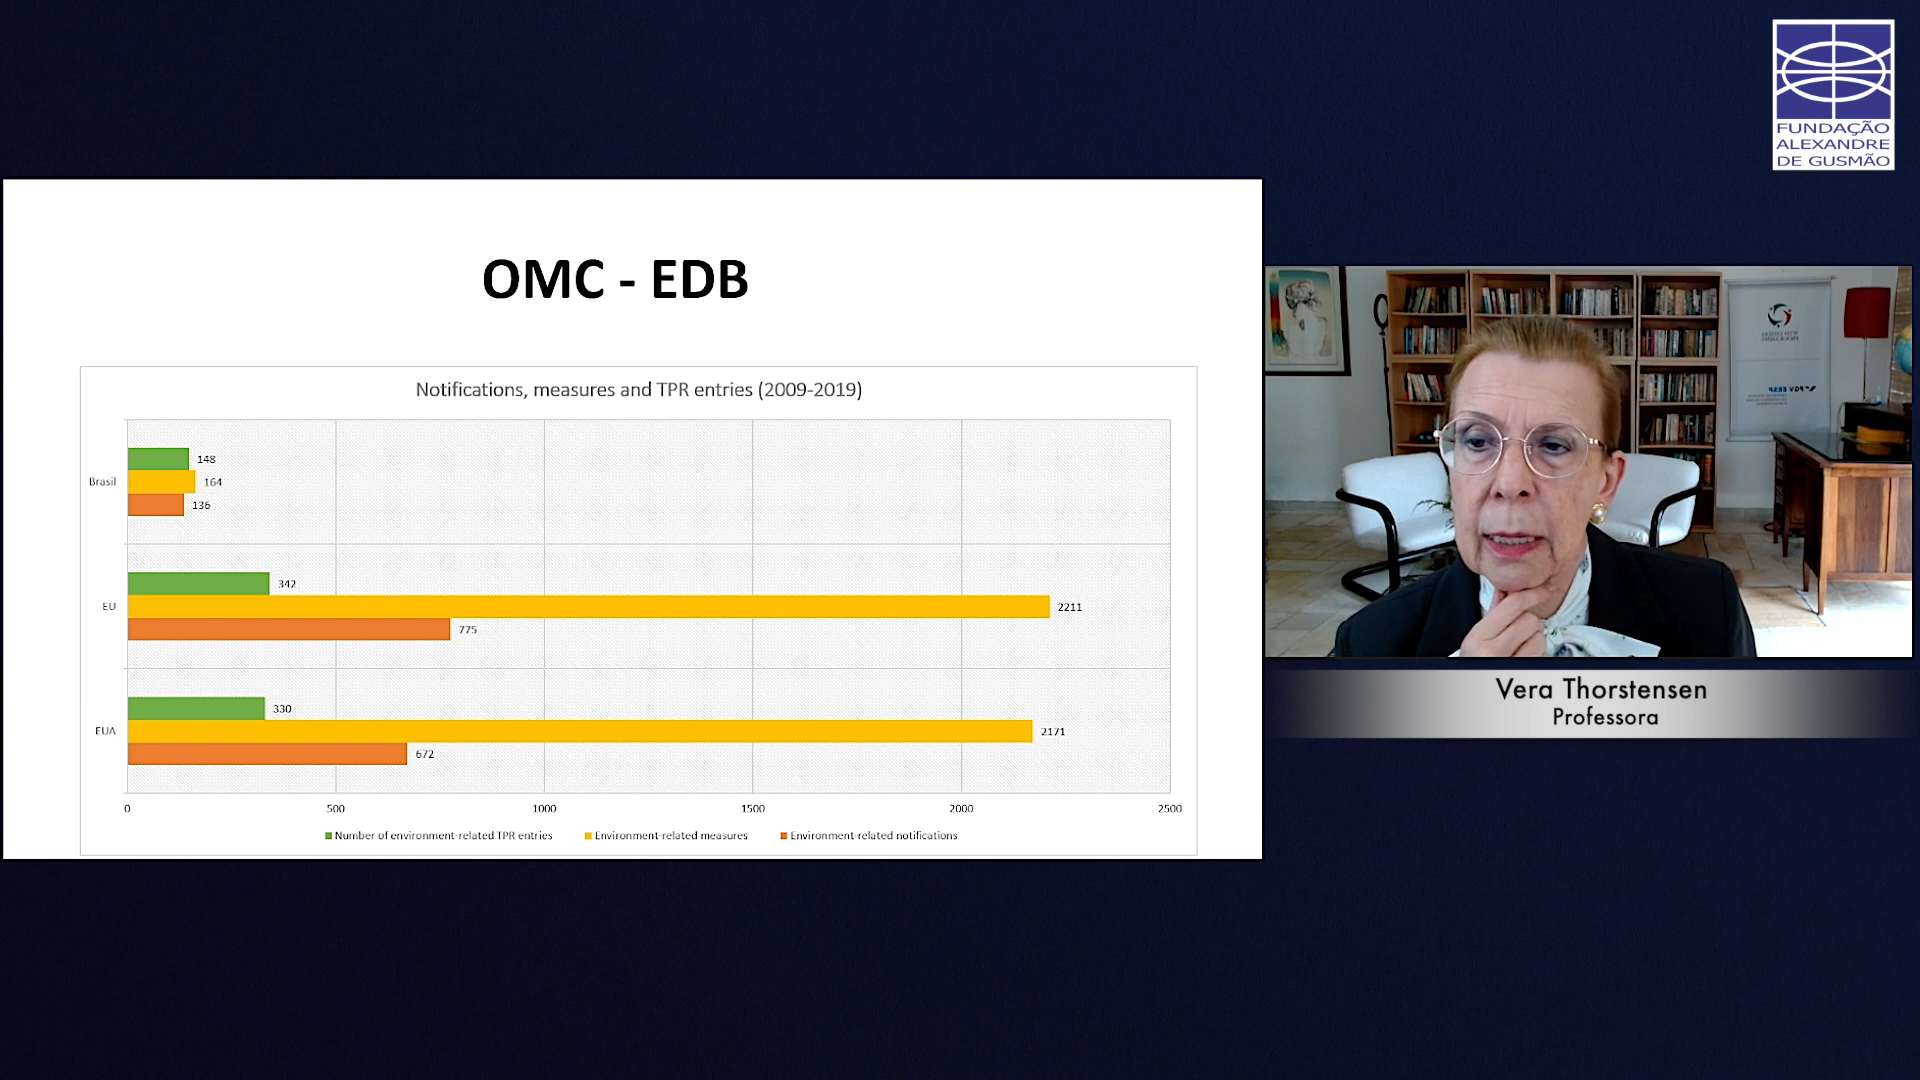 FUNDAÇÃO
ALEXANDRE
DE GUSMÃO
OMC - EDB
Notifications, measures and TPR entries (2009-2019)
Brasil
148
164
136
EU
342
2211
775
EUA
330
2171
672
0 500 1000 1500 2000 2500
Number of environment-related TPR entries Environment-related measures Environment-related notifications
FGV EESP
Vera Thorstensen
Professora